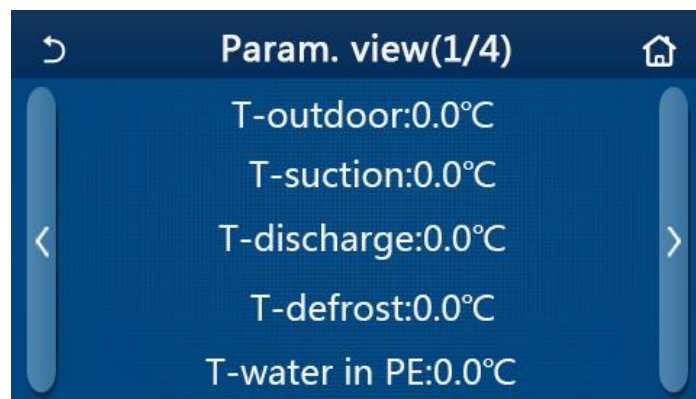 Param. view(1/4)
T-outdoor:0.0℃
T-suction:0.0℃
T-discharge:0.0℃
T-defrost:0.0℃
T-water in PE:0.0℃